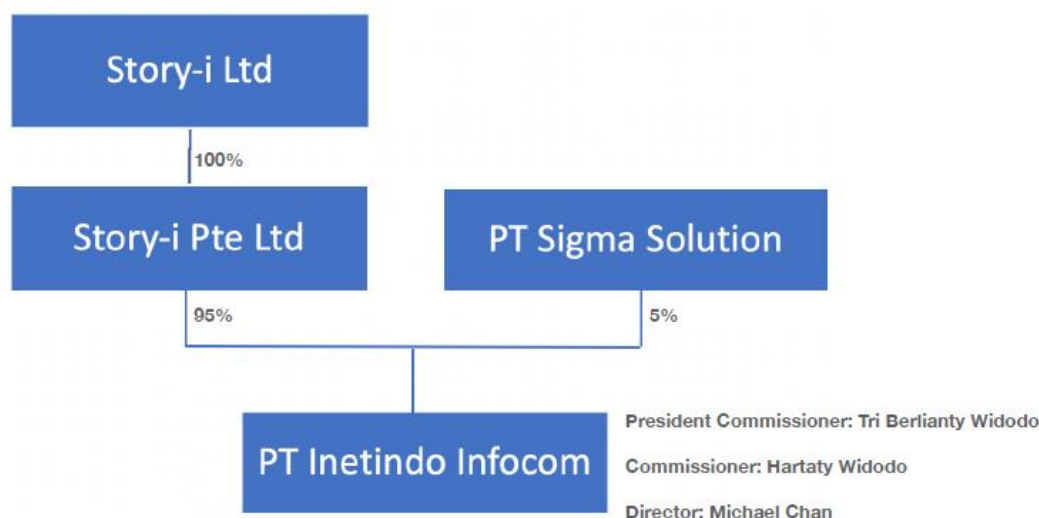 Story-i Ltd
100%
Story-i Pte Ltd
PT Sigma Solution
95%
5%
PT Inetindo Infocom
President Commissioner: Tri Berlianty Widodo
Commissioner: Hartaty Widodo
Director: Michael Chan